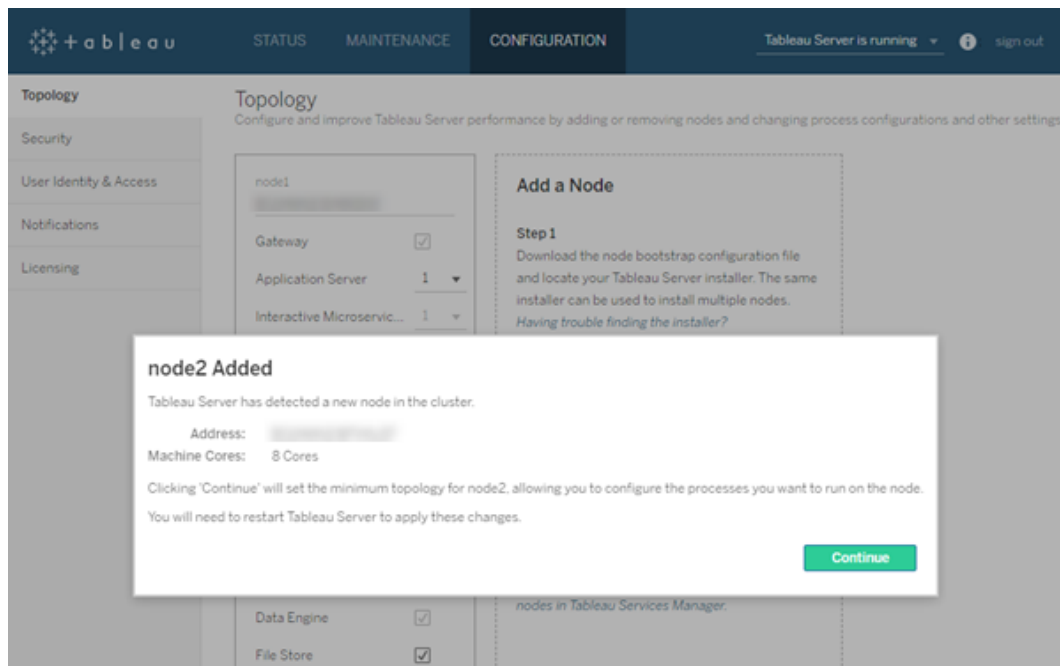 + a b | e a u
STATUS
MAINTENANCE
CONFIGURATION
Tableau Server is running
sign out
Topology
Security
User Identity & Access
Notifications
Licensing
Topology
Configure and improve Tableau Server performance by adding or removing nodes and changing process configurations and other settings
node1
Gateway
Application Server 1
Interactive Microservic... 1
Add a Node
Step 1
Download the node bootstrap configuration file
and locate your Tableau Server installer. The same
installer can be used to install multiple nodes.
Having trouble finding the installer?
node2 Added
Tableau Server has detected a new node in the cluster.
Address:
Machine Cores: 8 Cores
Clicking 'Continue' will set the minimum topology for node2, allowing you to configure the processes you want to run on the node.
You will need to restart Tableau Server to apply these changes.
Continue
nodes in Tableau Services Manager.
Data Engine
File Store